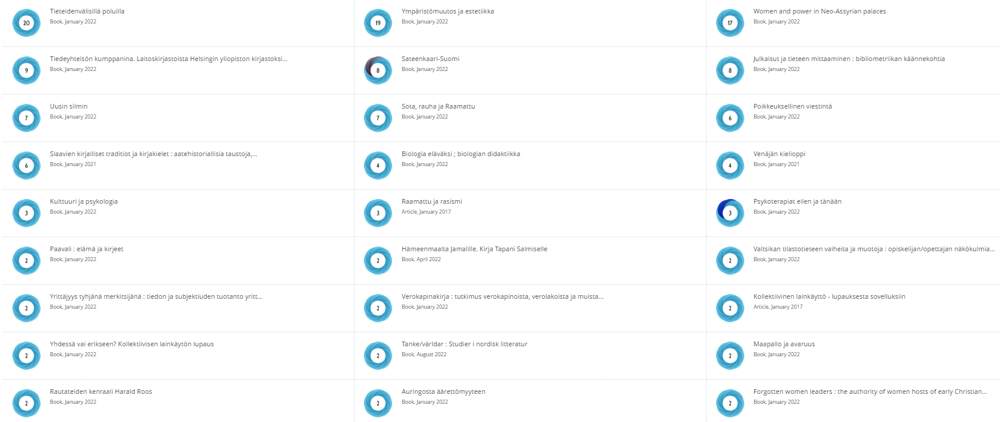 20
Tieteidenvälisillä poluilla
Book, January 2022
19
Ympäristömuutos ja estetiikka
Book, January 2022
17
Women and power in Neo-Assyrian palaces
Book, January 2022
9
Tiedeyhteisön kumppanina. Laitoskirjastoista Helsingin yliopiston kirjastoksi...
Book, January 2022
8
Sateenkaari-Suomi
Book, January 2022
8
Julkaisut ja tieteen mittaaminen : bibliometriikan käännekohtia
Book, January 2022
7
Uusin silmin
Book, January 2022
7
Sota, rauha ja Raamattu
Book, January 2022
6
Poikkeuksellinen viestintä
Book, January 2022
6
Slaavien kirjalliset traditiot ja kirjakielet : aatehistoriallisia taustoja,...
Book, January 2021
4
Biologia eläväksi ; biologian didaktiikka
Book, January 2022
4
Venäjän kielioppi
Book, January 2021
3
Kulttuuri ja psykologia
Book, January 2022
3
Raamattu ja rasismi
Article, January 2017
3
Psykoterapiat eilen ja tänään
Book, January 2022
2
Paavali : elämä ja kirjeet
Book, January 2022
2
Hämeenmaalta Jamalille. Kirja Tapani Salmiselle
Book, April 2022
2
Valtsikan tilastotieteen vaiheita ja muotoja : opiskelijan/opettajan näkökulmia...
Book, January 2022
2
Yrittäjyys tyhjänä merkitsijänä : tiedon ja subjektiuden tuotanto yritt...
Book, January 2022
2
Verokapinakirja : tutkimus verokapinoista, verolakoista ja muista...
Book, January 2022
2
Kollektiivinen lainkäyttö - lupauksesta sovelluksiin
Article, January 2017
2
Yhdessä vai erikseen? Kollektiivisen lainkäytön lupaus
Book, January 2022
2
Tanke/världar : Studier i nordisk litteratur
Book, August 2022
2
Maapallo ja avaruus
Book, January 2022
2
Rautateiden kenraali Harald Roos
Book, January 2022
2
Auringosta äärettömyyteen
Book, January 2022
2
Forgotten women leaders : the authority of women hosts of early Christian...
Book, January 2022